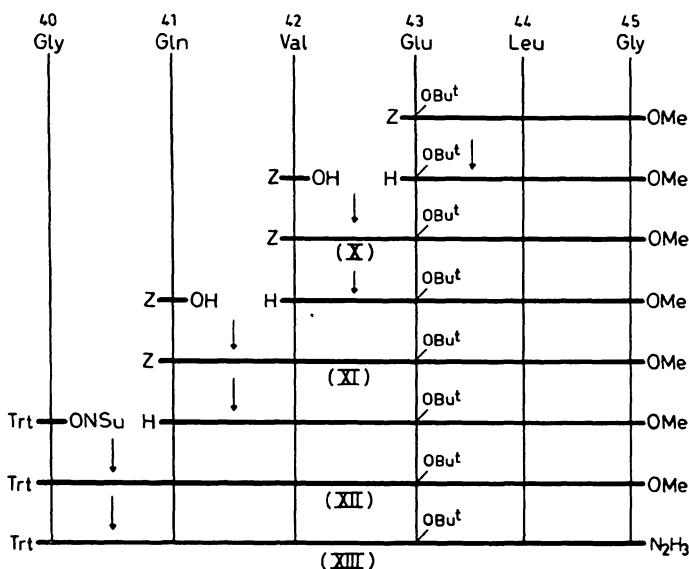 40 41 42 43 44 45
Gly Gln Val Glu Leu Gly
OBuᵗ
Z OMe
OBuᵗ
Z OH H OMe
OBuᵗ
Z OMe
(X)
OBuᵗ
Z OH H OMe
OBuᵗ
Z OMe
(XI)
OBuᵗ
Trt ONSu H OMe
OBuᵗ
Trt OMe
(XII)
OBuᵗ
Trt N₂H₃
(XIII)